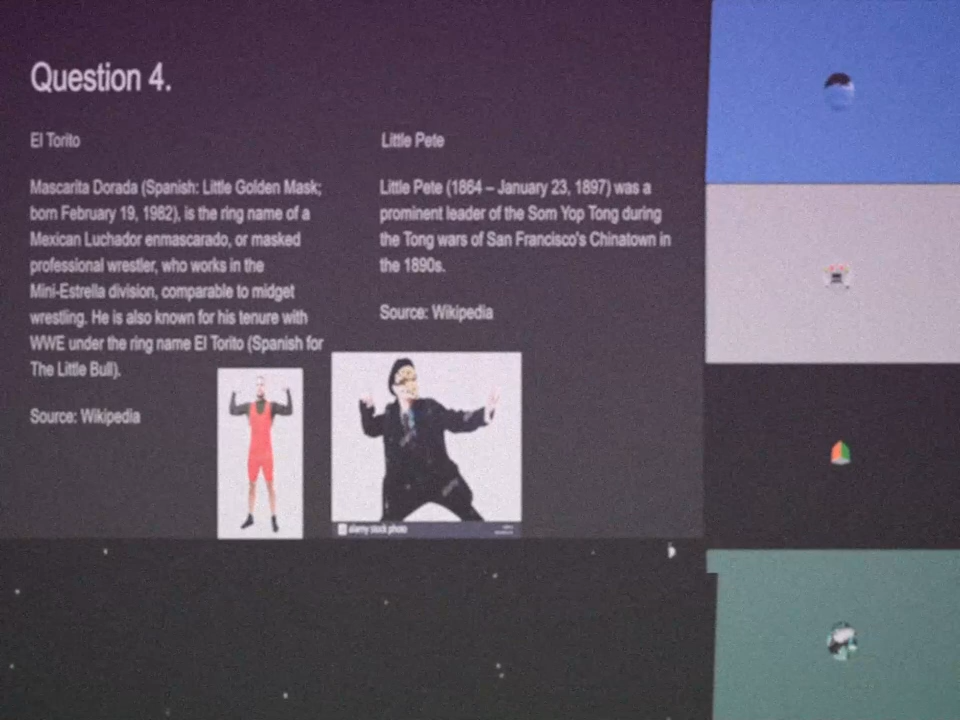 Question 4.
El Torito
Mascarita Dorada (Spanish: Little Golden Mask;
born February 19, 1982), is the ring name of a
Mexican Luchador enmascarado, or masked
professional wrestler, who works in the
Mini-Estrella division, comparable to midget
wrestling. He is also known for his tenure with
WWE under the ring name El Torito (Spanish for
The Little Bull).
Source: Wikipedia
Little Pete
Little Pete (1864 – January 23, 1897) was a
prominent leader of the Som Yop Tong during
the Tong wars of San Francisco's Chinatown in
the 1890s.
Source: Wikipedia
alamy stock photo